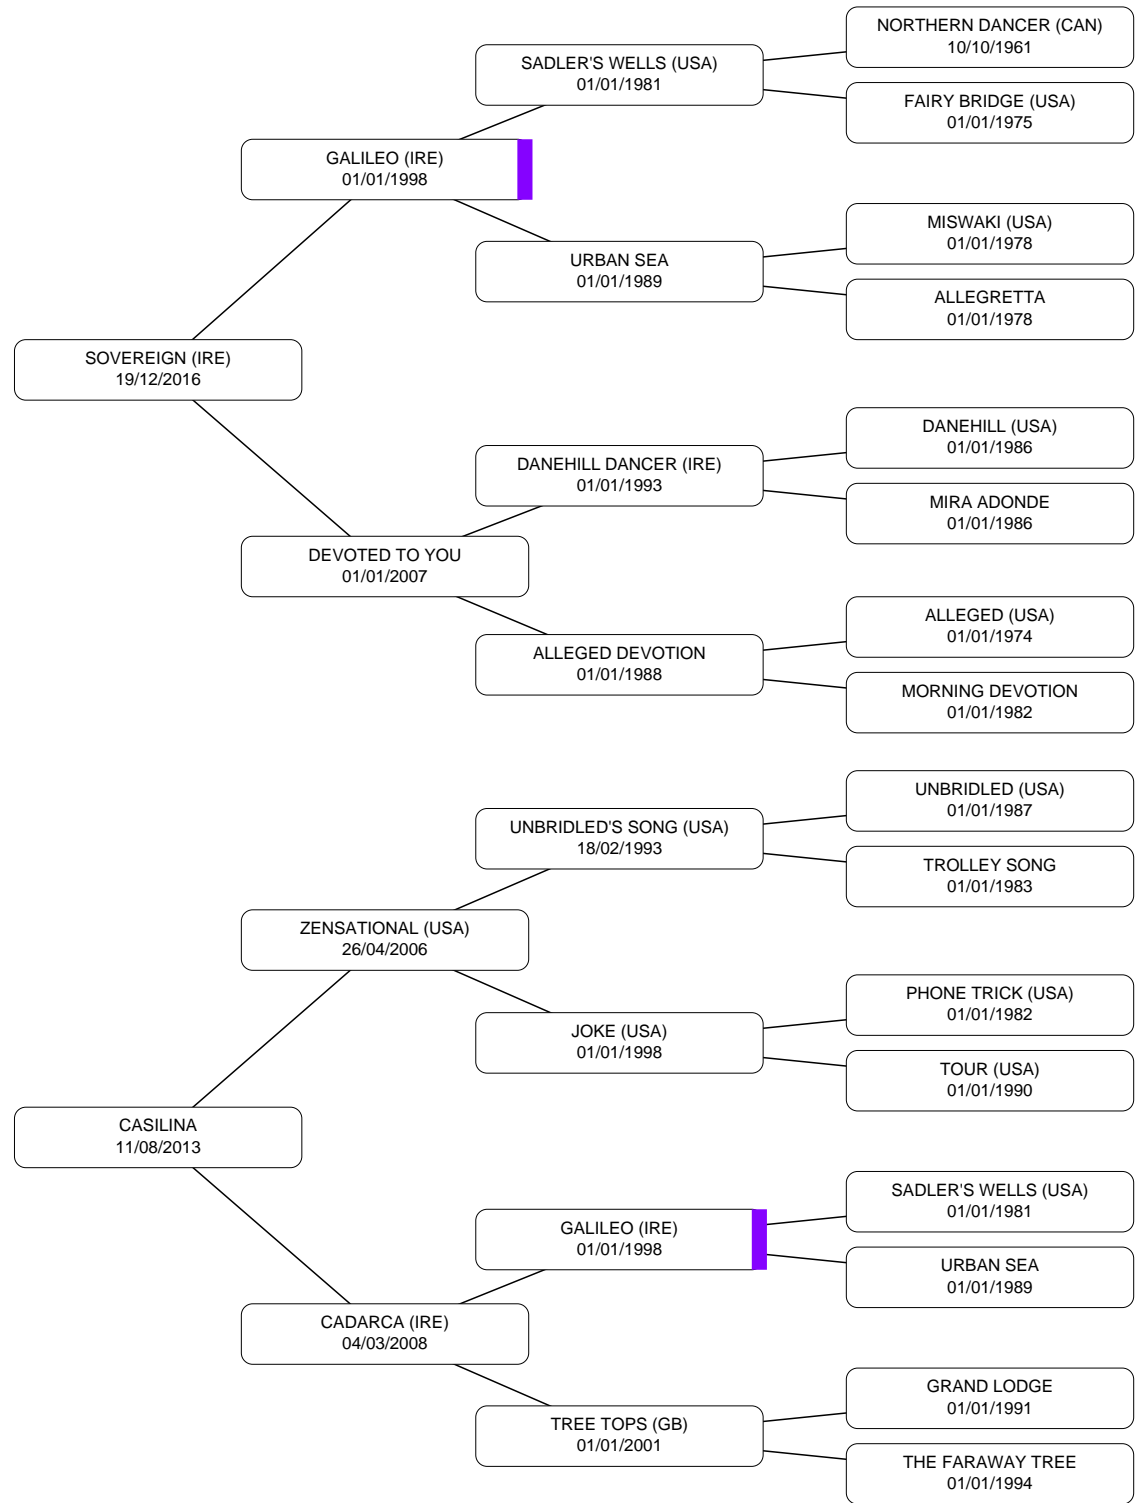 NORTHERN DANCER (CAN)
10/10/1961
SADLER'S WELLS (USA)
01/01/1981
FAIRY BRIDGE (USA)
01/01/1975
GALILEO (IRE)
01/01/1998
MISWAKI (USA)
01/01/1978
URBAN SEA
01/01/1989
ALLEGRETTA
01/01/1978
SOVEREIGN (IRE)
19/12/2016
DANEHILL (USA)
01/01/1986
DANEHILL DANCER (IRE)
01/01/1993
MIRA ADONDE
01/01/1986
DEVOTED TO YOU
01/01/2007
ALLEGED (USA)
01/01/1974
ALLEGED DEVOTION
01/01/1988
MORNING DEVOTION
01/01/1982
UNBRIDLED (USA)
01/01/1987
UNBRIDLED'S SONG (USA)
18/02/1993
TROLLEY SONG
01/01/1983
ZENSATIONAL (USA)
26/04/2006
PHONE TRICK (USA)
01/01/1982
JOKE (USA)
01/01/1998
TOUR (USA)
01/01/1990
CASILINA
11/08/2013
SADLER'S WELLS (USA)
01/01/1981
GALILEO (IRE)
01/01/1998
URBAN SEA
01/01/1989
CADARCA (IRE)
04/03/2008
GRAND LODGE
01/01/1991
TREE TOPS (GB)
01/01/2001
THE FARAWAY TREE
01/01/1994